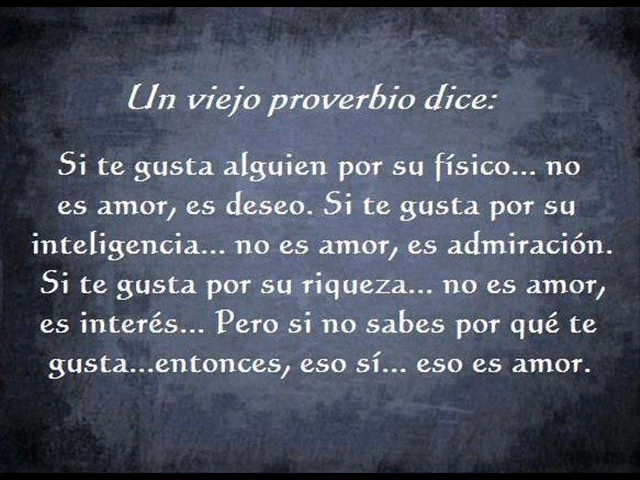 Un viejo proverbio dice:
Si te gusta alguien por su físico... no
es amor, es deseo. Si te gusta por su
inteligencia... no es amor, es admiración.
Si te gusta por su riqueza... no es amor,
es interés... Pero si no sabes por qué te
gusta...entonces, eso sí... eso es amor.